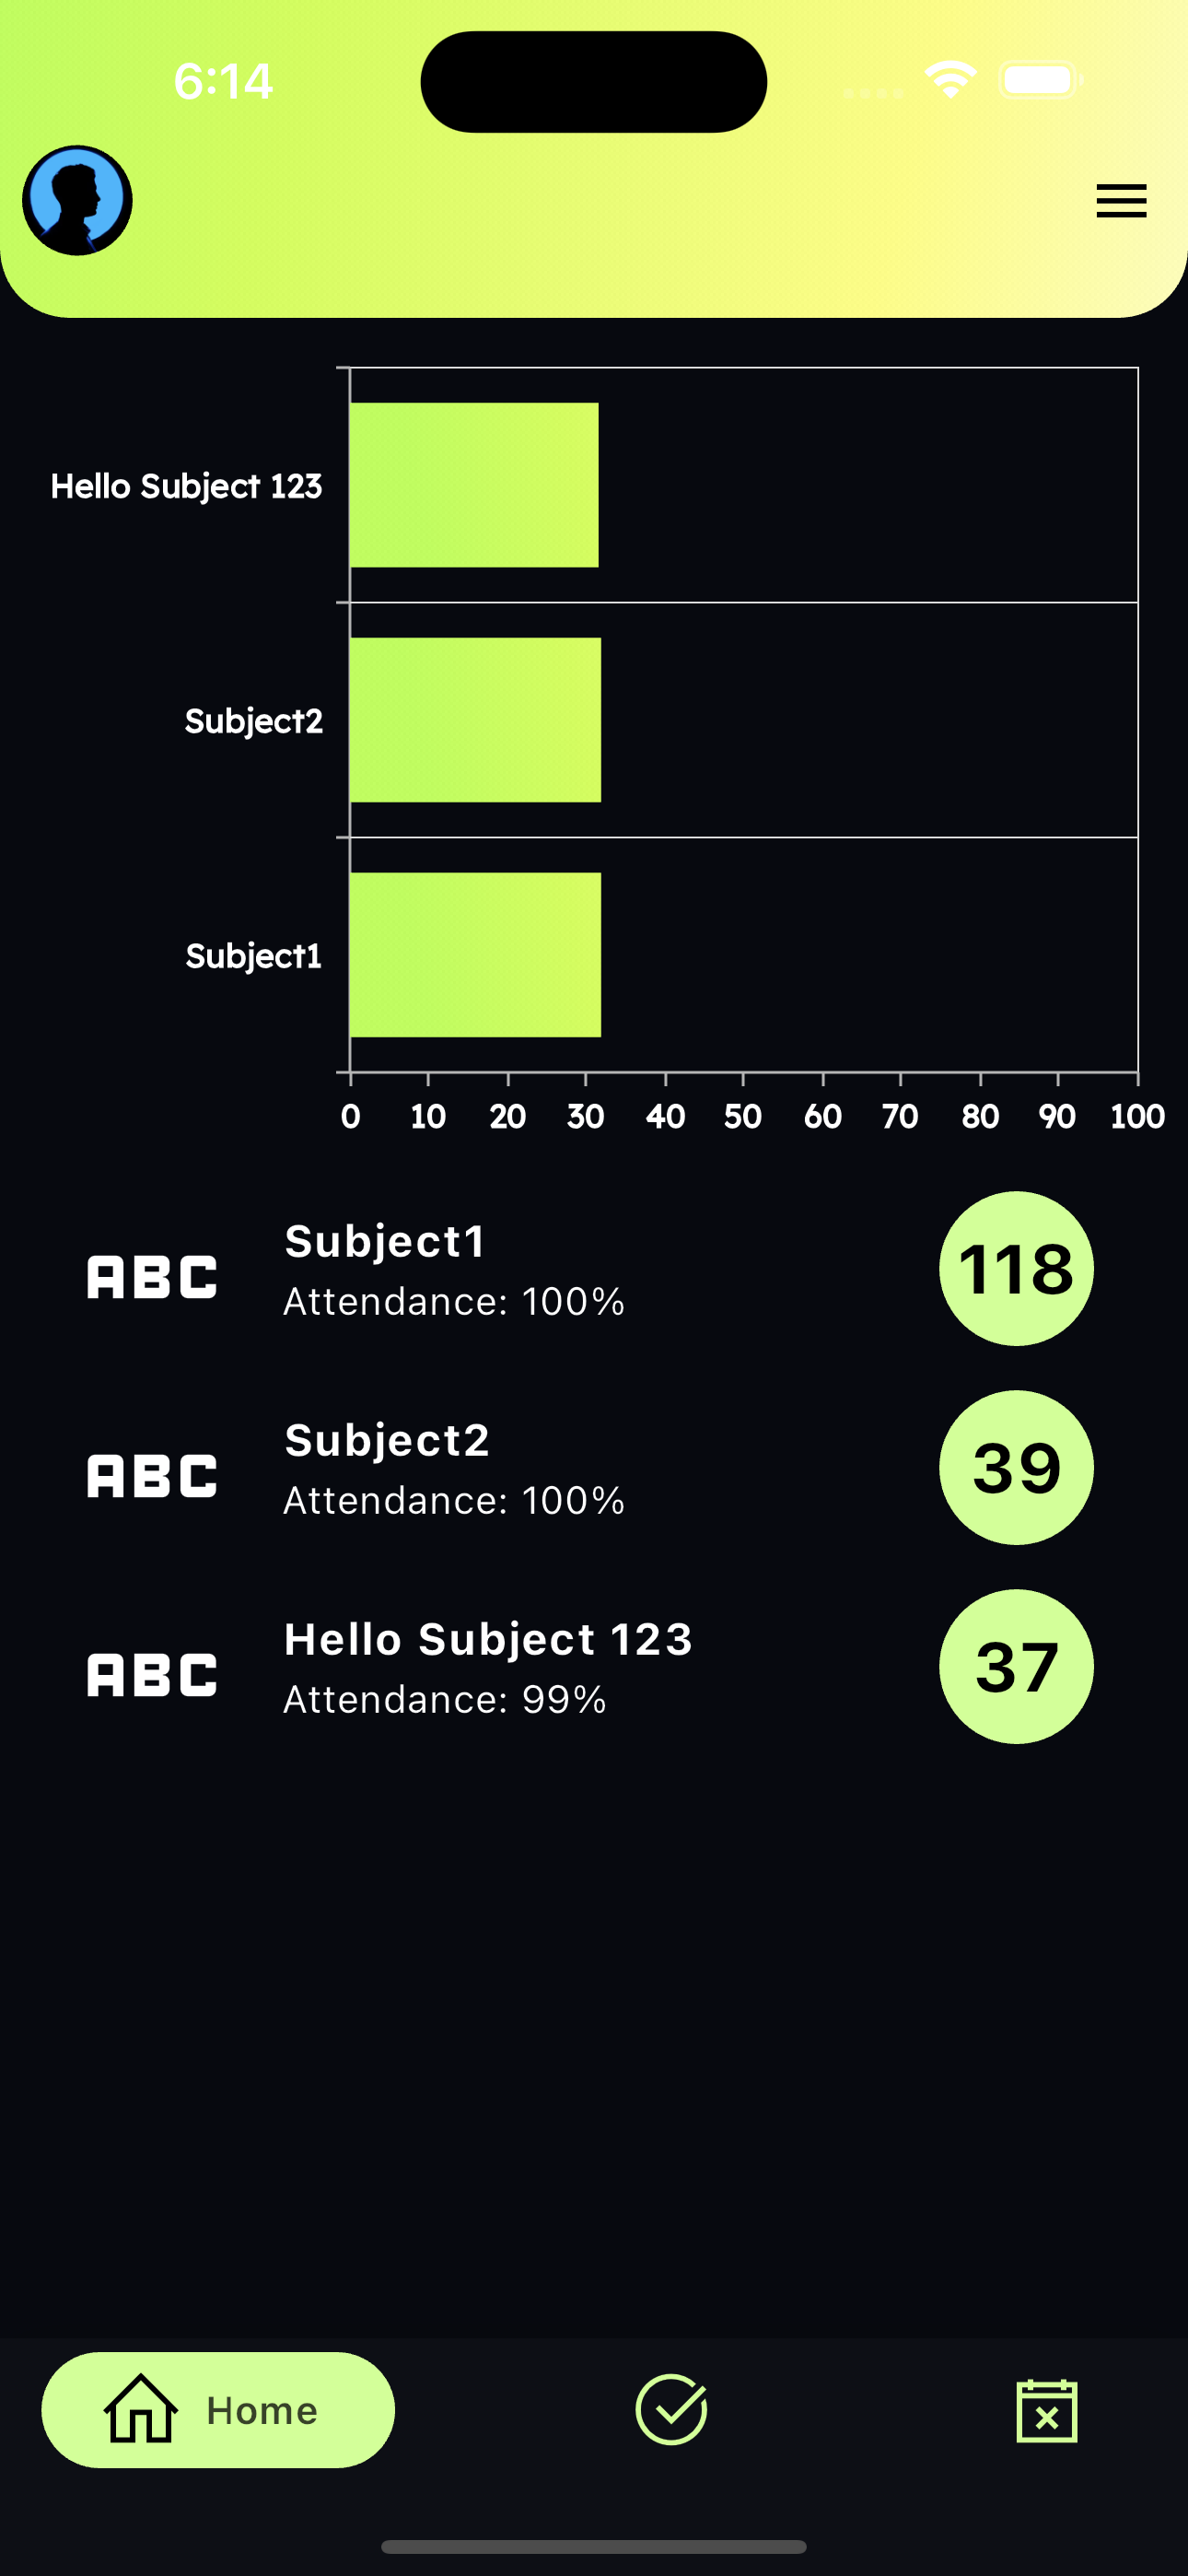 6:14
Hello Subject 123
Subject2
Subject1
0 10 20 30 40 50 60 70 80 90 100
ABC Subject1 118
Attendance: 100%
ABC Subject2 39
Attendance: 100%
ABC Hello Subject 123 37
Attendance: 99%
Home